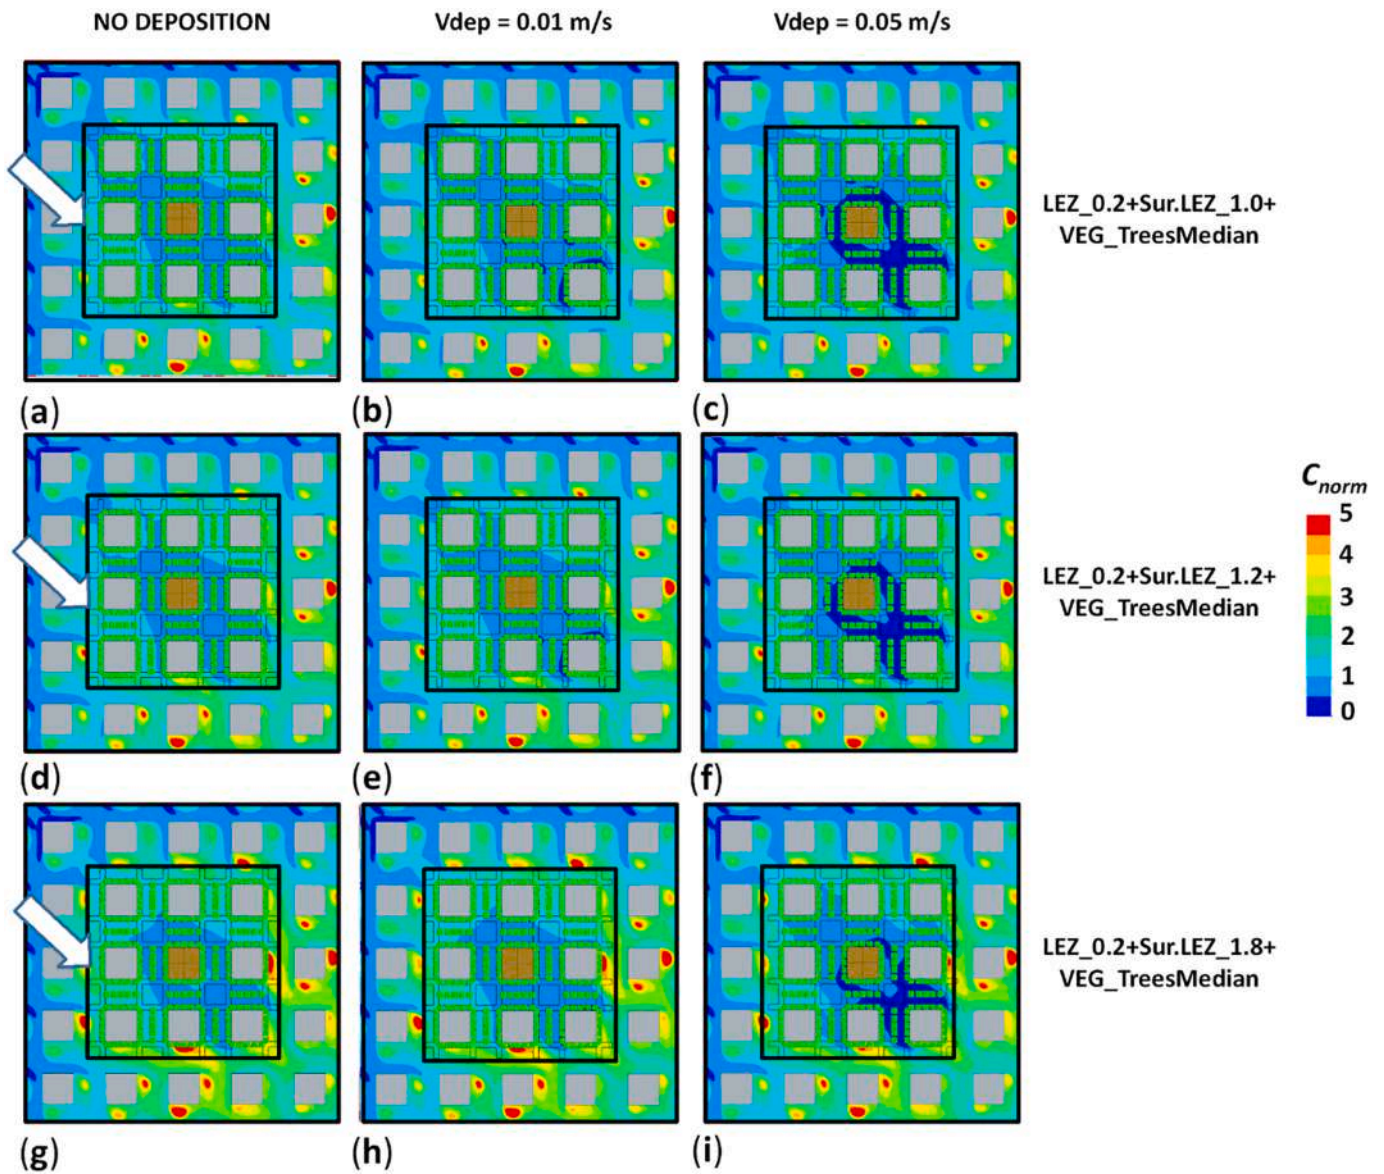 NO DEPOSITION
Vdep = 0.01 m/s
Vdep = 0.05 m/s
LEZ_0.2+Sur.LEZ_1.0+
VEG_TreesMedian
(a)
(b)
(c)
LEZ_0.2+Sur.LEZ_1.2+
VEG_TreesMedian
(d)
(e)
(f)
C_norm
5
4
3
2
1
0
LEZ_0.2+Sur.LEZ_1.8+
VEG_TreesMedian
(g)
(h)
(i)